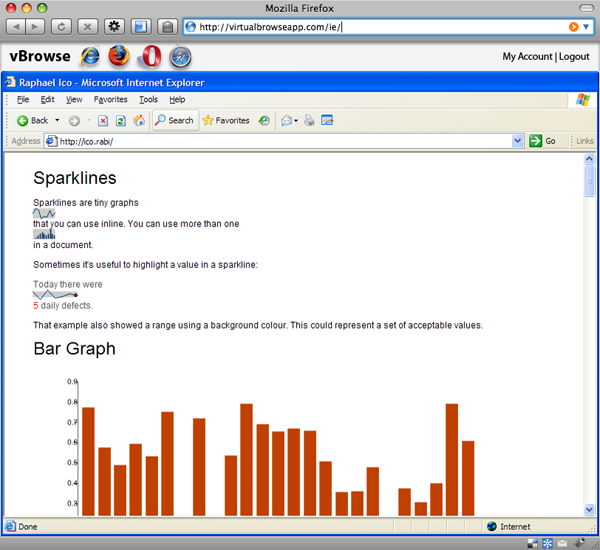 Mozilla Firefox
http://virtualbrowseapp.com/ie/
vBrowse
My Account | Logout
Raphael Ico - Microsoft Internet Explorer
File Edit View Favorites Tools Help
Back Search Favorites
Address http://ico.rabi/ Go Links
Sparklines
Sparklines are tiny graphs
that you can use inline. You can use more than one
in a document.
Sometimes it's useful to highlight a value in a sparkline:
Today there were
5 daily defects.
That example also showed a range using a background colour. This could represent a set of acceptable values.
Bar Graph
0.9
0.8
0.7
0.6
0.5
0.4
0.3
Done Internet